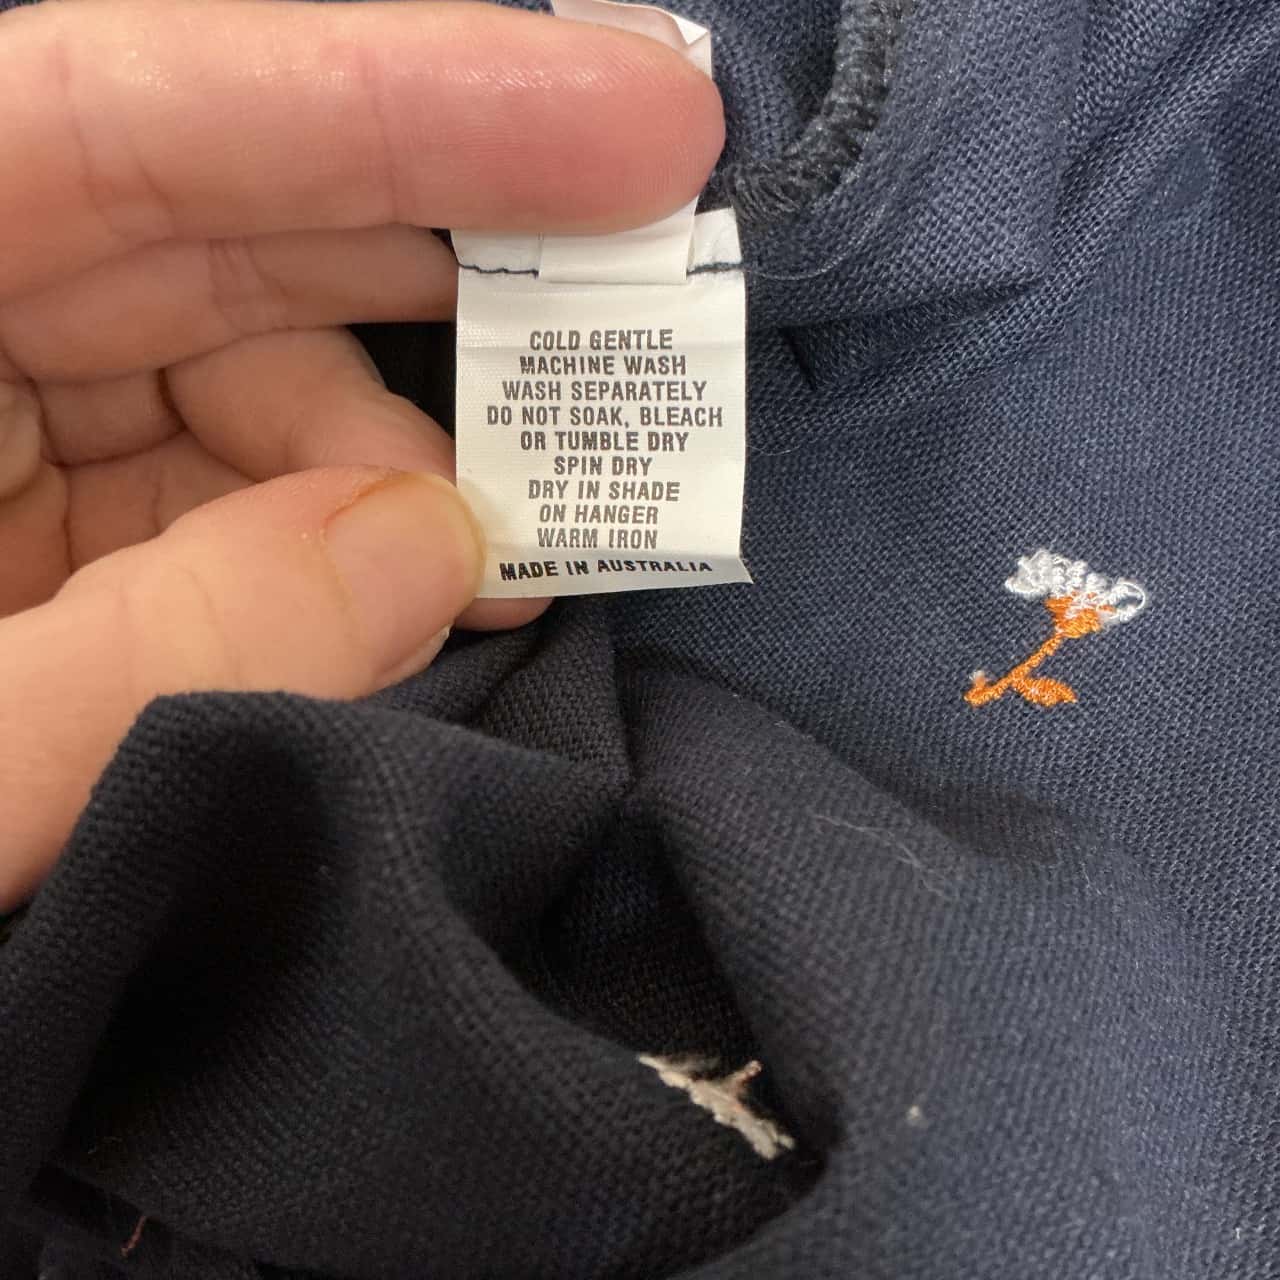 COLD GENTLE
MACHINE WASH
WASH SEPARATELY
DO NOT SOAK, BLEACH
OR TUMBLE DRY
SPIN DRY
DRY IN SHADE
ON HANGER
WARM IRON
MADE IN AUSTRALIA